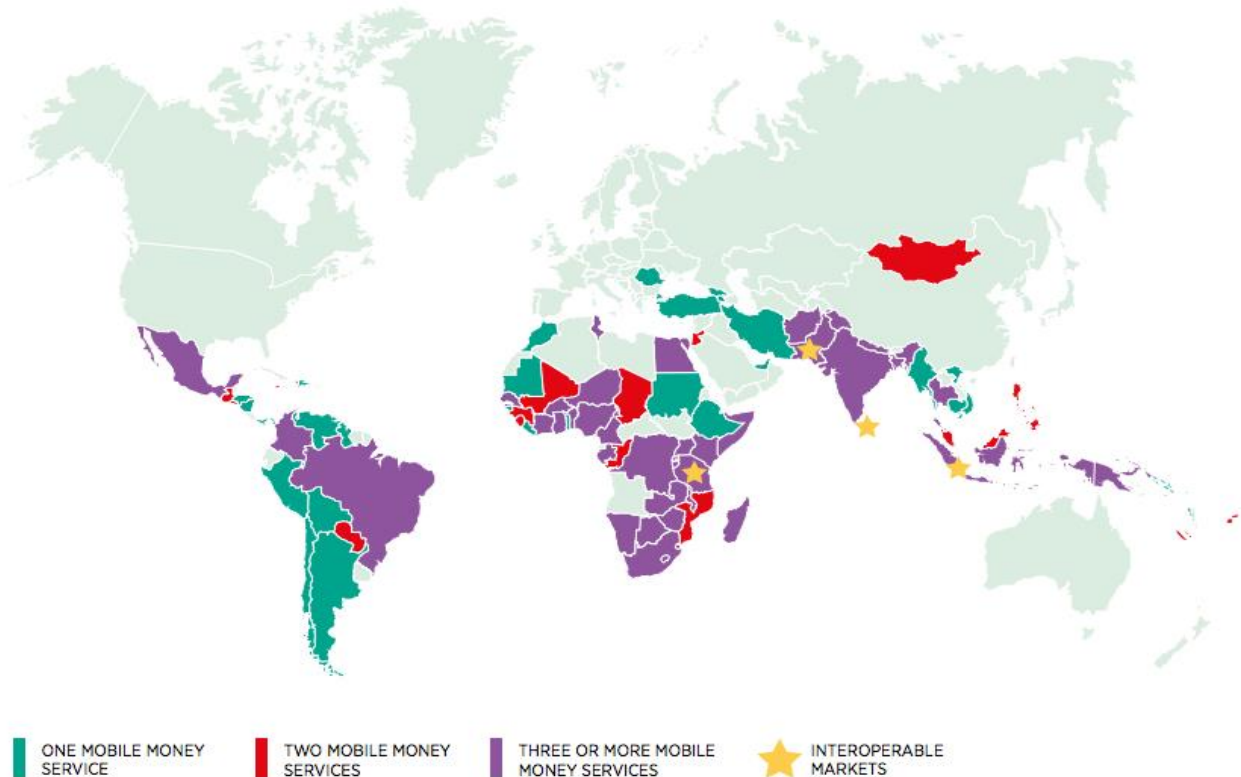 ONE MOBILE MONEY
SERVICE
TWO MOBILE MONEY
SERVICES
THREE OR MORE MOBILE
MONEY SERVICES
INTEROPERABLE
MARKETS